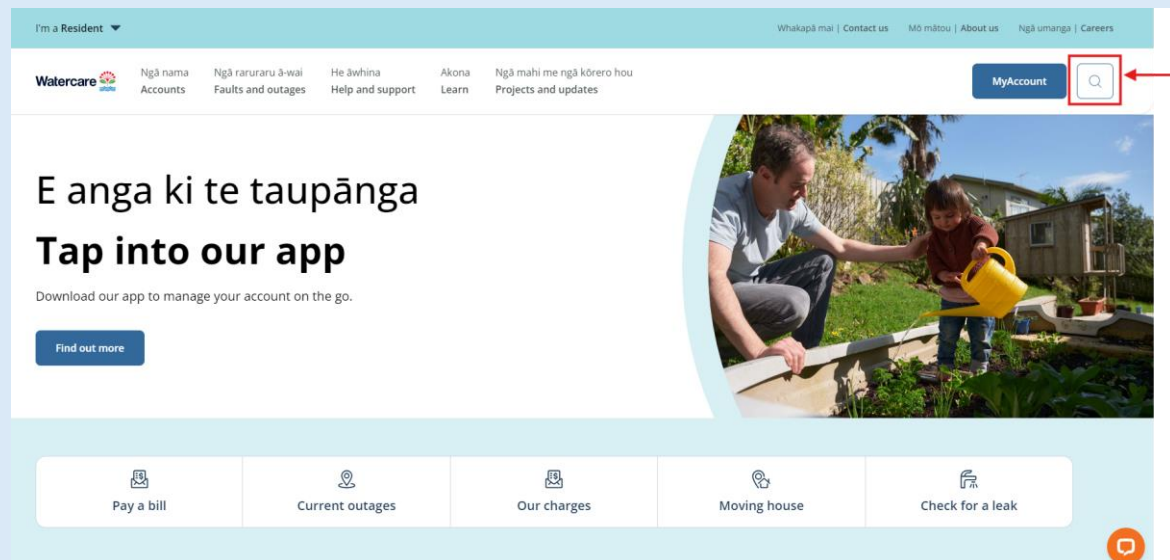 I'm a Resident
Whakapā mai | Contact us
Mō mātou | About us
Ngā umanga | Careers
Watercare
Ngā nama
Accounts
Ngā raruraru ā-wai
Faults and outages
He āwhina
Help and support
Akona
Learn
Ngā mahi me ngā kōrero hou
Projects and updates
MyAccount
E anga ki te taupānga
Tap into our app
Download our app to manage your account on the go.
Find out more
Pay a bill
Current outages
Our charges
Moving house
Check for a leak